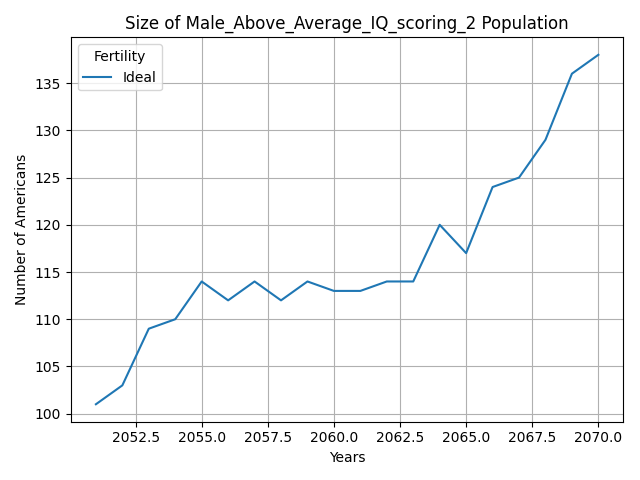 Size of Male_Above_Average_IQ_scoring_2 Population
Fertility
Ideal
Number of Americans
135
130
125
120
115
110
105
100
2052.5 2055.0 2057.5 2060.0 2062.5 2065.0 2067.5 2070.0
Years